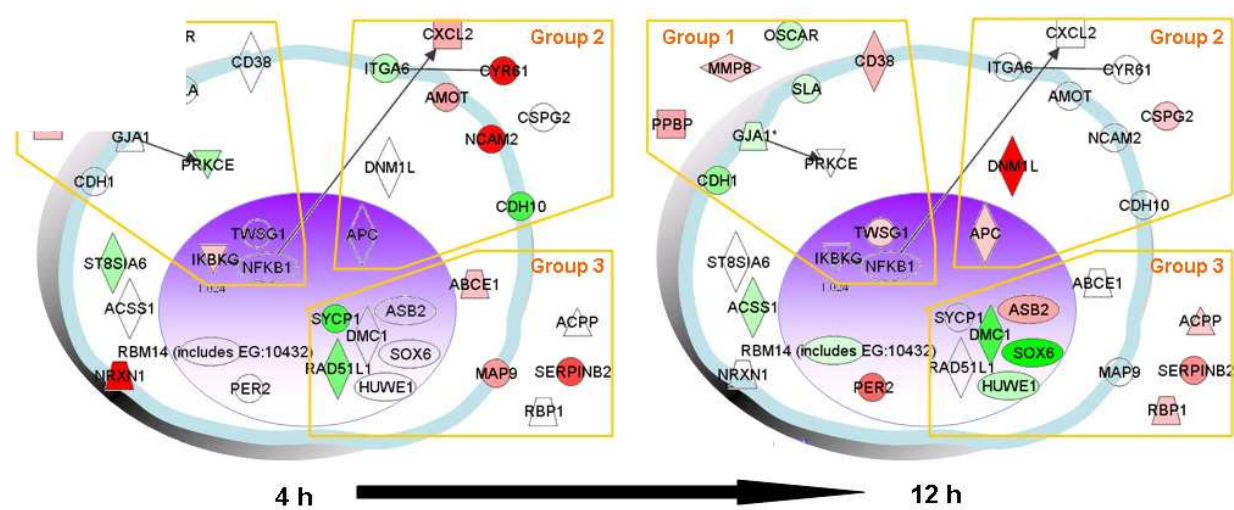 CXCL2
Group 2
R
CD38
ITGA6
CYR61
AMOT
CSPG2
NCAM2
GJA1
PRKCE
DNM1L
CDH1
CDH10
TWSG1
APC
IKBKG
NFKB1
1.024
Group 3
ST8SIA6
ABCE1
ACSS1
SYCP1
ASB2
ACPP
DMC1
RBM14 (includes EG:10432)
SOX6
RAD51L1
NRXN1
PER2
HUWE1
MAP9
SERPINB2
RBP1
4 h
Group 1
OSCAR
CXCL2
Group 2
MMP8
CD38
ITGA6
CYR61
SLA
AMOT
PPBP
CSPG2
GJA1*
NCAM2
PRKCE
DNM1L
CDH1
CDH10
TWSG1
APC
IKBKG
NFKB1
1.024
Group 3
ST8SIA6
ABCE1
ACSS1
SYCP1
ASB2
ACPP
DMC1
RBM14 (includes EG:10432)
SOX6
RAD51L1
NRXN1
PER2
HUWE1
MAP9
SERPINB2
RBP1
12 h